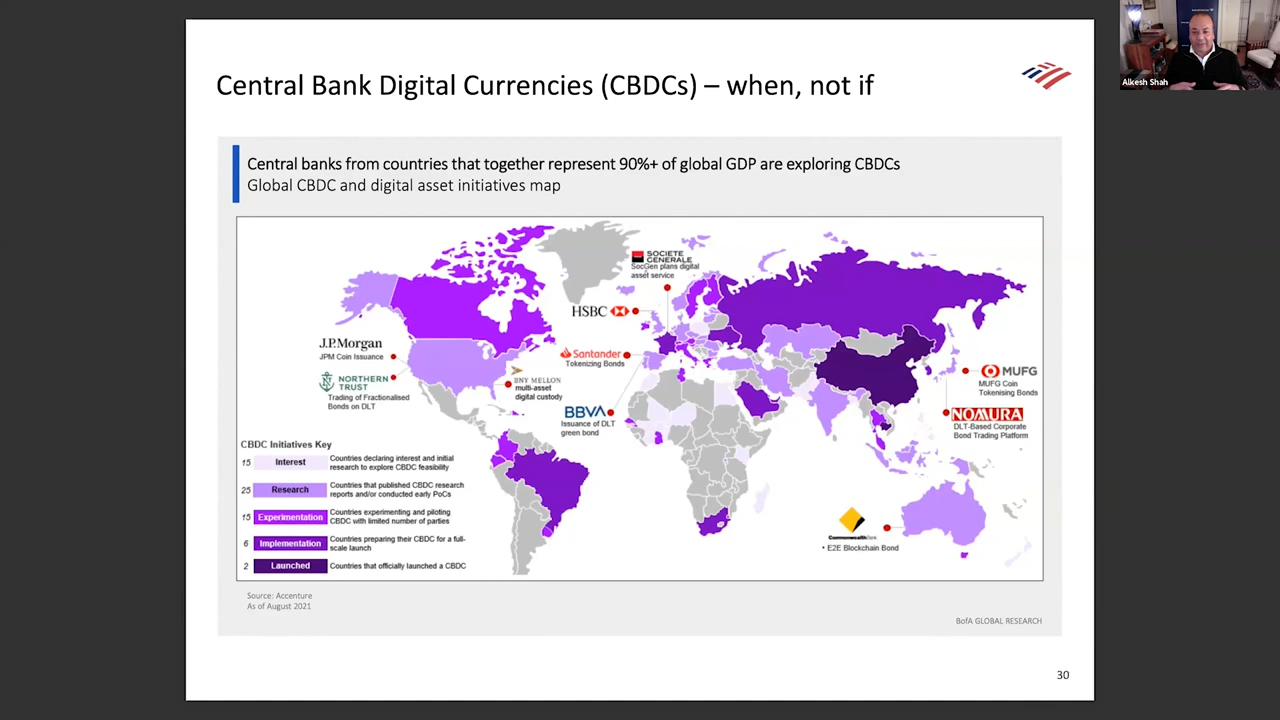 Central Bank Digital Currencies (CBDCs) – when, not if
Alkesh Shah
Central banks from countries that together represent 90%+ of global GDP are exploring CBDCs
Global CBDC and digital asset initiatives map
SOCIETE
GENERALE
SocGen plans digital
asset service
HSBC
J.P.Morgan
JPM Coin Issuance
Santander
Tokenizing Bonds
NORTHERN
TRUST
Trading of Fractionalised
Bonds on DLT
BNY MELLON
multi-asset
digital custody
BBVA
Issuance of DLT
green bond
MUFG
MUFG Coin
Tokenising Bonds
NOMURA
DLT-Based Corporate
Bond Trading Platform
CommonwealthBank
• E2E Blockchain Bond
CBDC Initiatives Key
15 Interest Countries declaring interest and initial
research to explore CBDC feasibility
25 Research Countries that published CBDC research
reports and/or conducted early PoCs
15 Experimentation Countries experimenting and piloting
CBDC with limited number of parties
6 Implementation Countries preparing their CBDC for a full-
scale launch
2 Launched Countries that officially launched a CBDC
Source: Accenture
As of August 2021
BofA GLOBAL RESEARCH
30